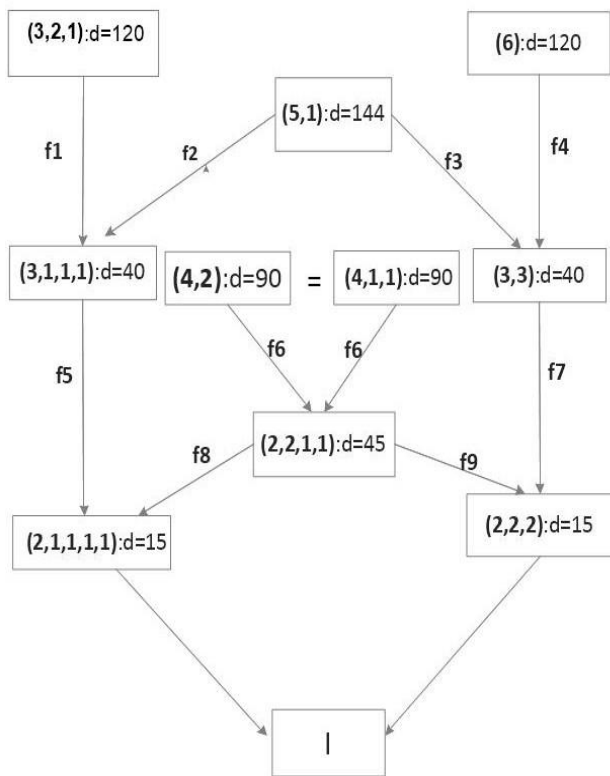 (3,2,1):d=120
(6):d=120
(5,1):d=144
f1
f2
f3
f4
(3,1,1,1):d=40
(4,2):d=90
=
(4,1,1):d=90
(3,3):d=40
f5
f6
f6
f7
(2,2,1,1):d=45
f8
f9
(2,1,1,1,1):d=15
(2,2,2):d=15
I